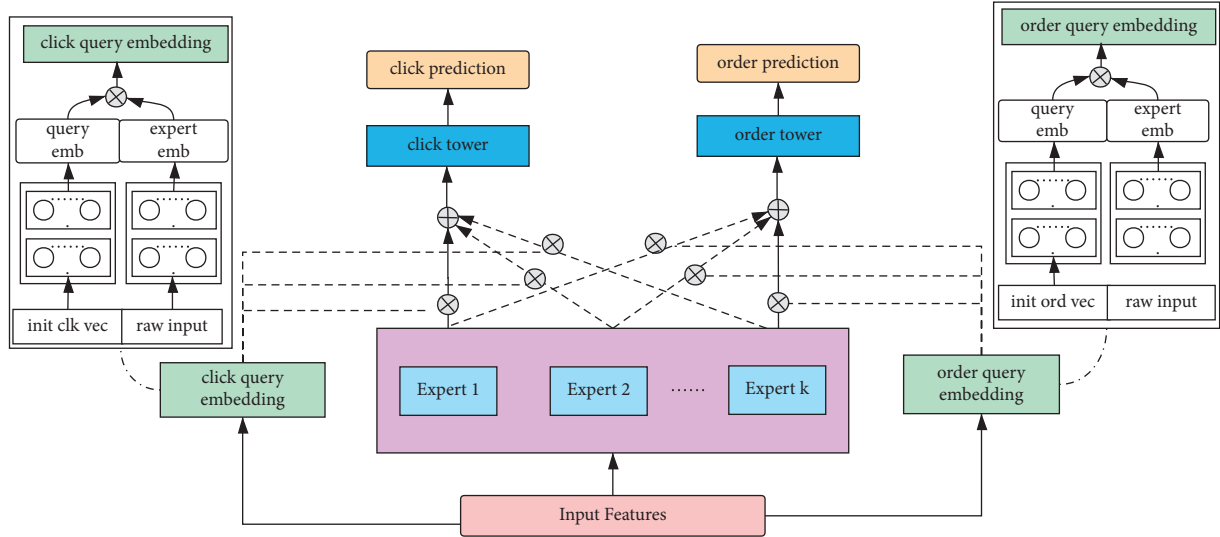 click query embedding
query
emb
expert
emb
init clk vec
raw input
click prediction
order prediction
click tower
order tower
order query embedding
query
emb
expert emb
init ord vec
raw input
click query
embedding
Expert 1
Expert 2
......
Expert k
order query
embedding
Input Features